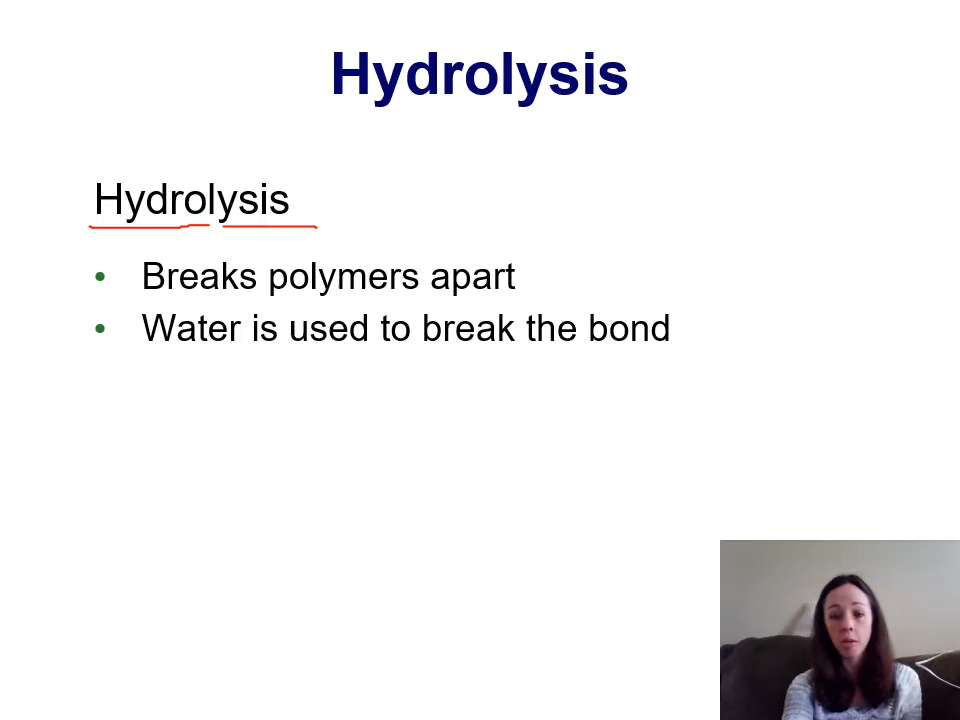 Hydrolysis
Hydrolysis
• Breaks polymers apart
• Water is used to break the bond